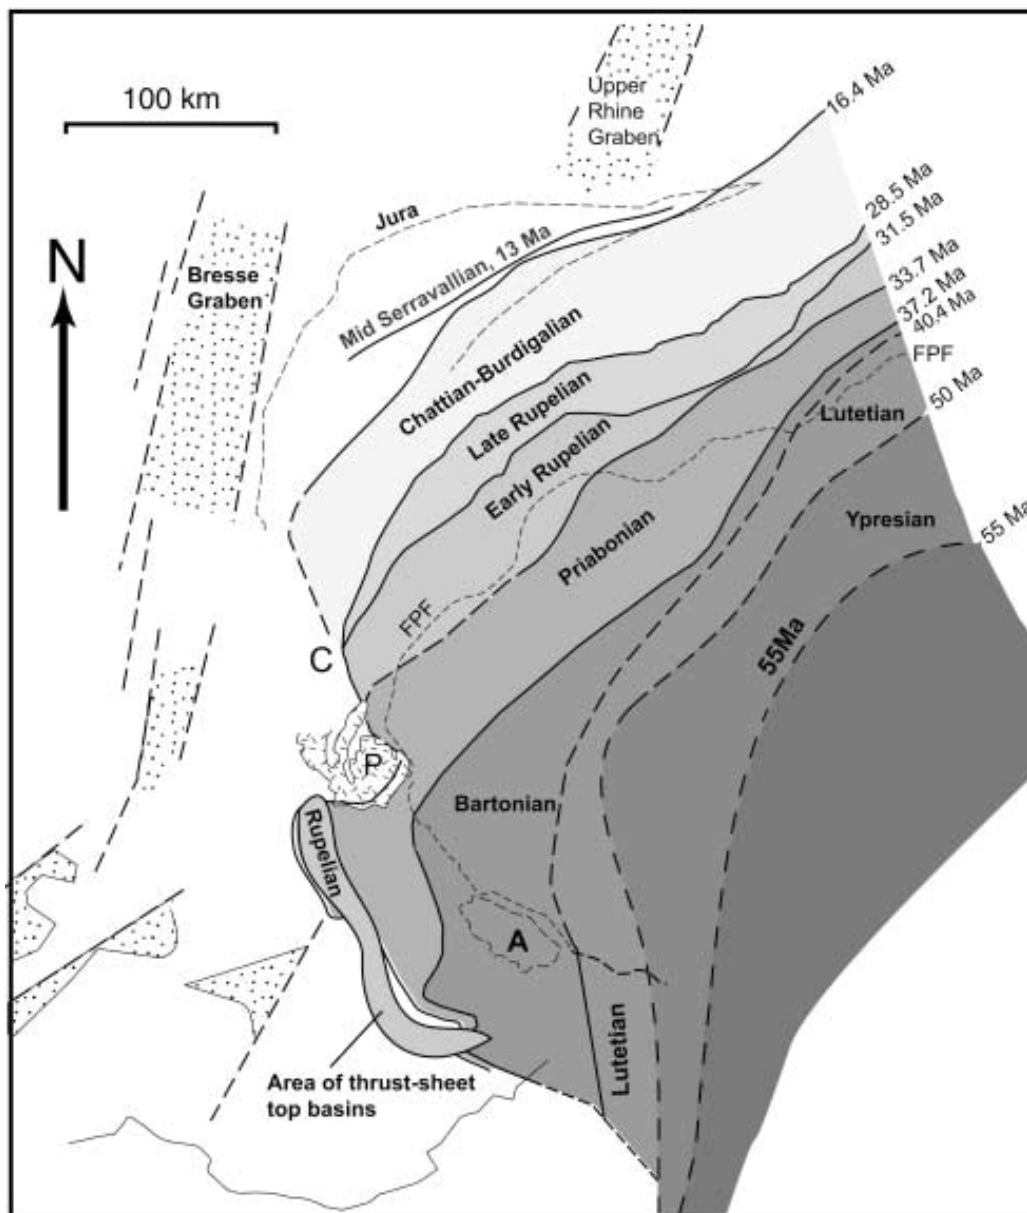 100 km
Upper
Rhine
Graben
16.4 Ma
Jura
28.5 Ma
31.5 Ma
N
Bresse
Graben
Mid Serravallian, 13 Ma
33.7 Ma
37.2 Ma
40.4 Ma
FPF
Chattian-Burdigalian
50 Ma
Late Rupelian
Lutetian
Early Rupelian
Ypresian
55 Ma
Priabonian
FPF
55Ma
C
P
Bartonian
Rupelian
A
Lutetian
Area of thrust-sheet
top basins